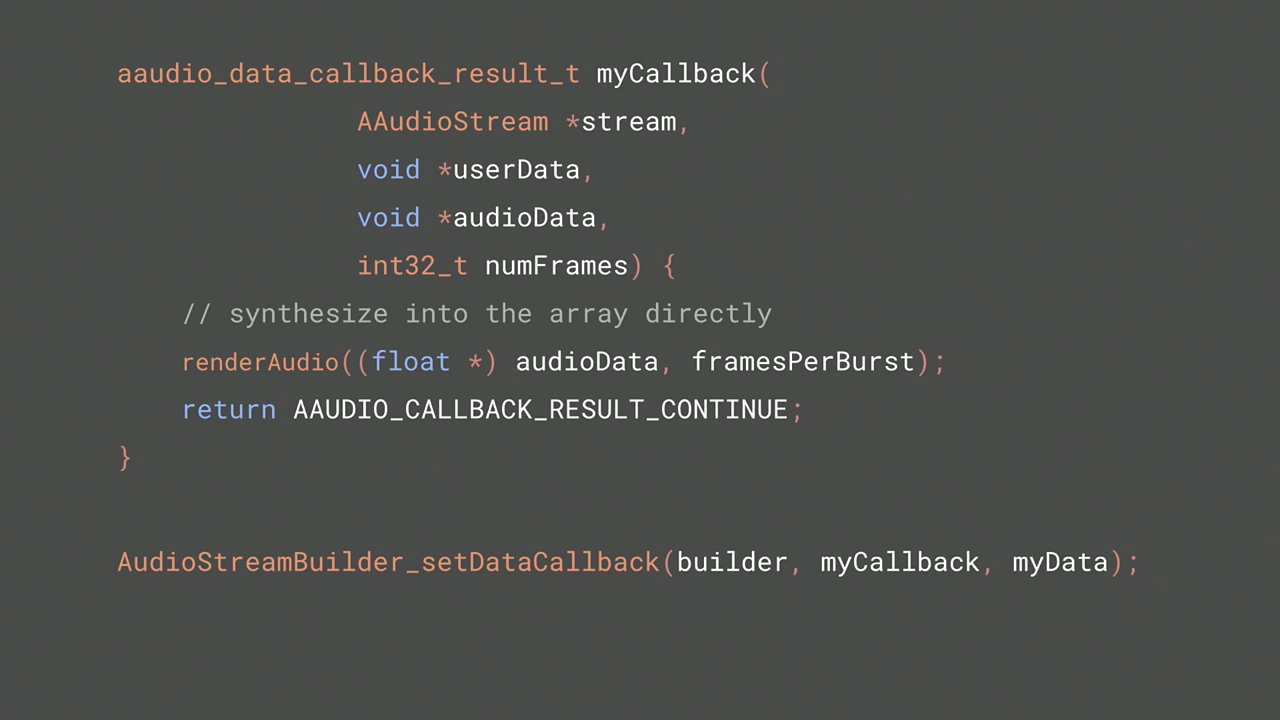 aaudio_data_callback_result_t myCallback(
AAudioStream *stream,
void *userData,
void *audioData,
int32_t numFrames) {
// synthesize into the array directly
renderAudio((float *) audioData, framesPerBurst);
return AAUDIO_CALLBACK_RESULT_CONTINUE;
}
AudioStreamBuilder_setDataCallback(builder, myCallback, myData);